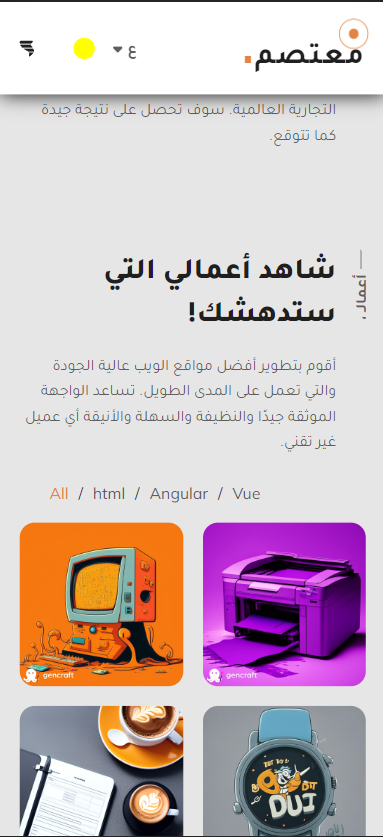 معتصم.
ع
التجارية العالمية. سوف تحصل على نتيجة جيدة
كما تتوقع.
أعمال
شاهد أعمالي التي
ستدهشك!
أقوم بتطوير أفضل مواقع الويب عالية الجودة
والتي تعمل على المدى الطويل. تساعد الواجهة
الموثقة جيدًا والنظيفة والسهلة والأنيقة أي عميل
غير تقني.
All / html / Angular / Vue
gencraft
gencraft
DUJ